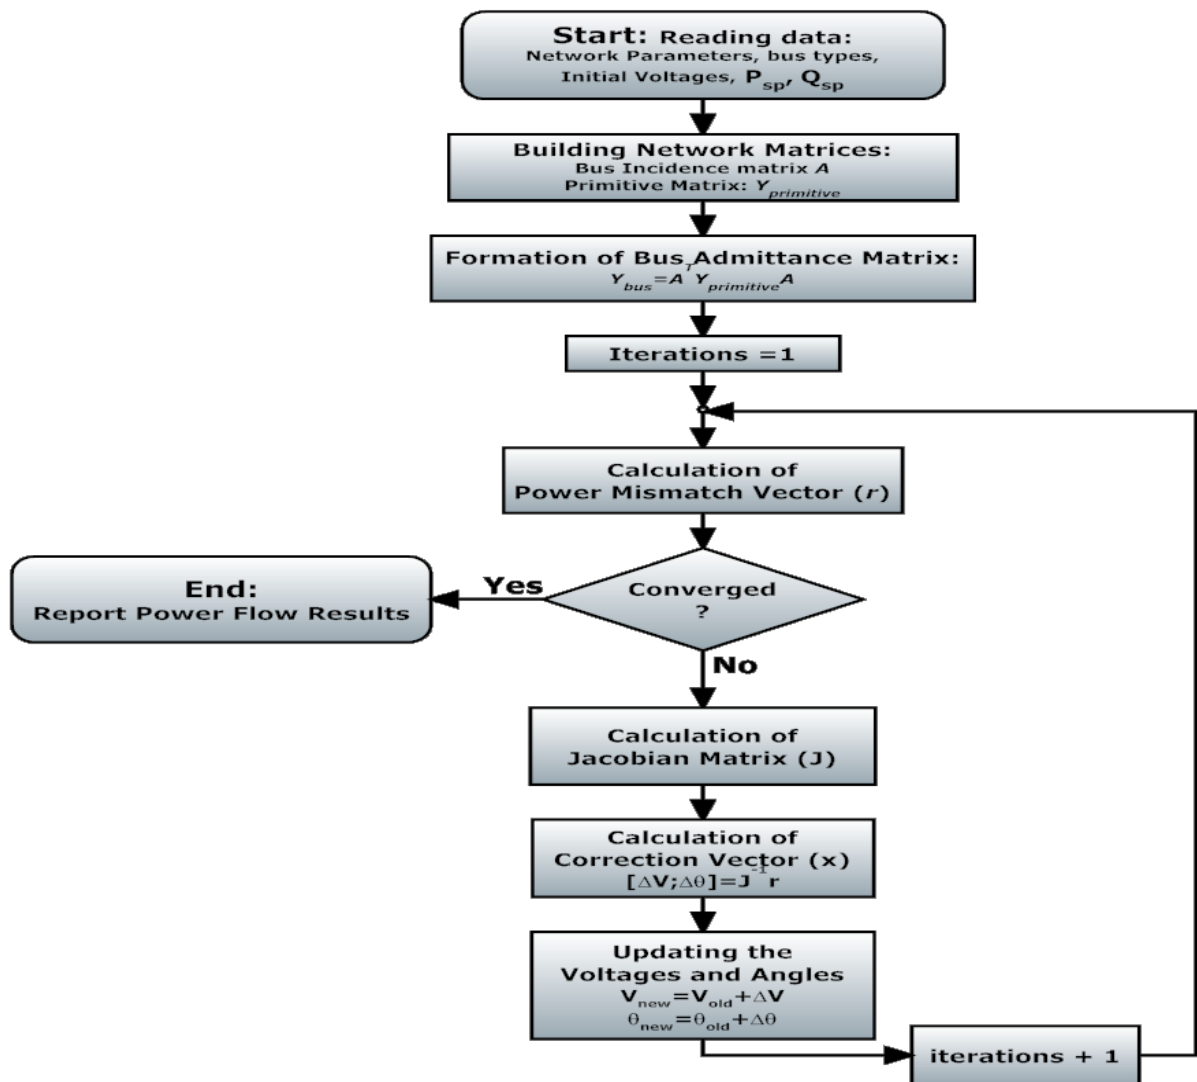 Start: Reading data:
Network Parameters, bus types,
Initial Voltages, Psp, Qsp
Building Network Matrices:
Bus Incidence matrix A
Primitive Matrix: Yprimitive
Formation of Bus Admittance Matrix:
Ybus=A^T Yprimitive A
Iterations =1
Calculation of
Power Mismatch Vector (r)
Converged
?
Yes
End:
Report Power Flow Results
No
Calculation of
Jacobian Matrix (J)
Calculation of
Correction Vector (x)
[ΔV;Δθ]=J^-1 r
Updating the
Voltages and Angles
Vnew=Vold+ΔV
θnew=θold+Δθ
iterations + 1